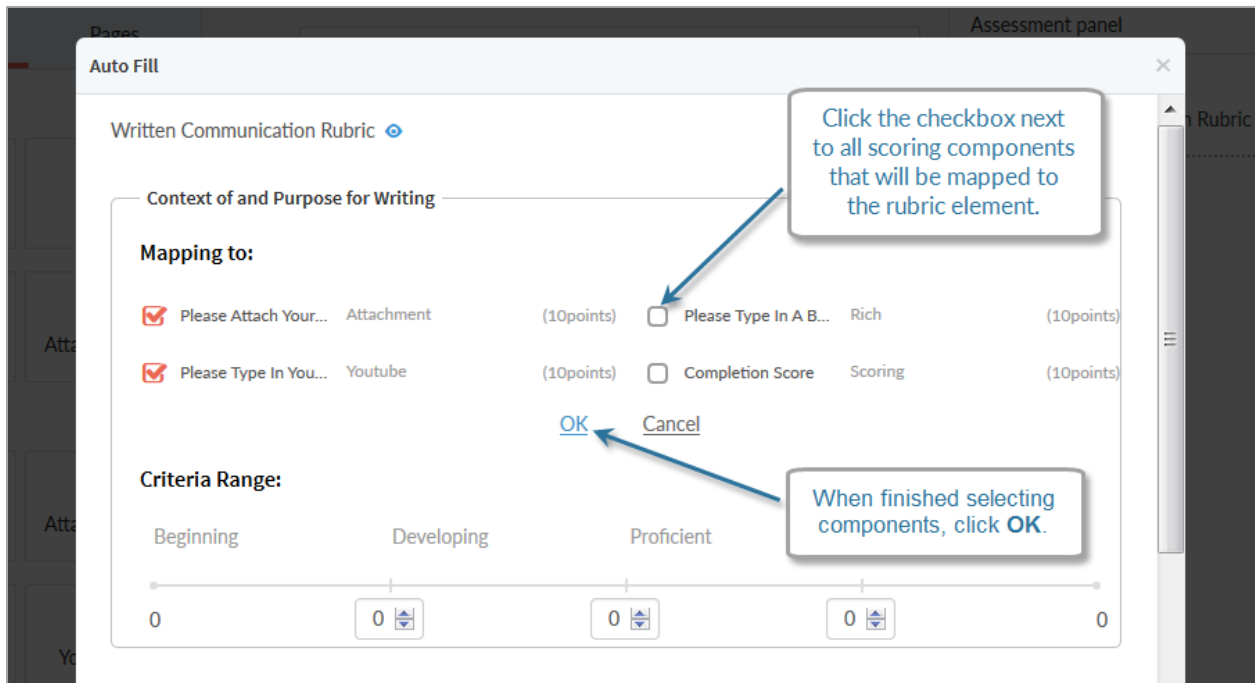 Pages
Assessment panel
Auto Fill
×
Written Communication Rubric
Rubric
Click the checkbox next
to all scoring components
that will be mapped to
the rubric element.
Context of and Purpose for Writing
Mapping to:
Please Attach Your... Attachment (10points) Please Type In A B... Rich (10points)
Atta
Please Type In You... Youtube (10points) Completion Score Scoring (10points)
OK Cancel
Criteria Range:
When finished selecting
components, click OK.
Atta
Beginning Developing Proficient
0 0 0 0 0
Yo